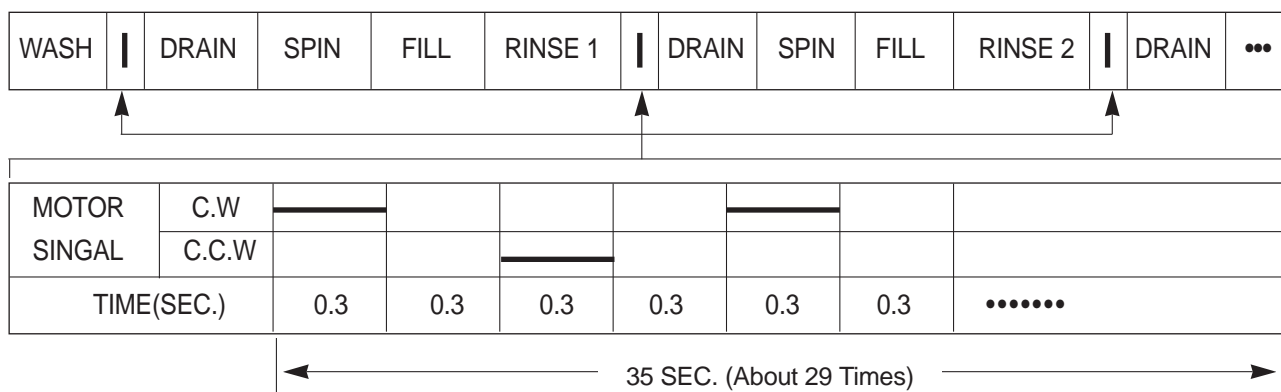 WASH DRAIN SPIN FILL RINSE 1 DRAIN SPIN FILL RINSE 2 DRAIN •••
MOTOR C.W
SINGAL C.C.W
TIME(SEC.) 0.3 0.3 0.3 0.3 0.3 0.3 •••••••
35 SEC. (About 29 Times)